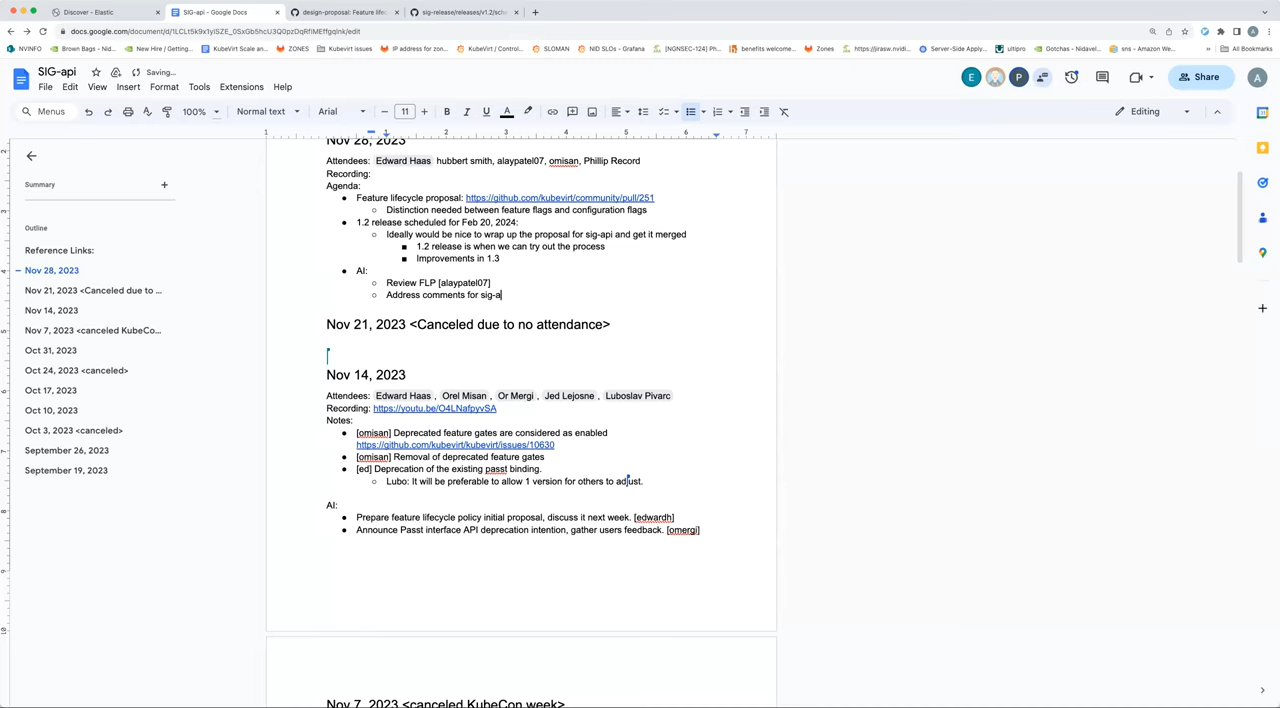 Discover – Elastic
SIG-api - Google Docs
design-proposal: Feature lifec
sig-release/releases/v1.2/sch
docs.google.com/document/d/
NVINFO
Brown Bags - Nvid...
New Hire / Getting...
KubeVirt Scale an...
ZONES
Kubevirt issues
IP address for zon...
KubeVirt / Control...
SLOMAN
NID SLOs - Grafana
[NGNSEC-124] Ph...
benefits welcome...
Zones
https://jirasw.nvidi...
Server-Side Apply...
ultipro
Gotchas - Nidavel...
sns - Amazon We...
All Bookmarks
SIG-api
Saving...
File Edit View Insert Format Tools Extensions Help
E P
Share
A
Menus
100%
Normal text
Arial
11
Editing
Summary
Outline
Reference Links:
Nov 28, 2023
Nov 21, 2023 <Canceled due to ...
Nov 14, 2023
Nov 7, 2023 <canceled KubeCo...
Oct 31, 2023
Oct 24, 2023 <canceled>
Oct 17, 2023
Oct 10, 2023
Oct 3, 2023 <canceled>
September 26, 2023
September 19, 2023
Nov 28, 2023
Attendees: Edward Haas hubbert smith, alaypatel07, omisan, Phillip Record
Recording:
Agenda:
Feature lifecycle proposal: https://github.com/kubevirt/community/pull/251
Distinction needed between feature flags and configuration flags
1.2 release scheduled for Feb 20, 2024:
Ideally would be nice to wrap up the proposal for sig-api and get it merged
1.2 release is when we can try out the process
Improvements in 1.3
AI:
Review FLP [alaypatel07]
Address comments for sig-a
Nov 21, 2023 <Canceled due to no attendance>
Nov 14, 2023
Attendees: Edward Haas , Orel Misan , Or Mergi , Jed Lejosne , Luboslav Pivarc
Recording: https://youtu.be/O4LNafpyvSA
Notes:
[omisan] Deprecated feature gates are considered as enabled
https://github.com/kubevirt/kubevirt/issues/10630
[omisan] Removal of deprecated feature gates
[ed] Deprecation of the existing passt binding.
Lubo: It will be preferable to allow 1 version for others to adjust.
AI:
Prepare feature lifecycle policy initial proposal, discuss it next week. [edwardh]
Announce Passt interface API deprecation intention, gather users feedback. [omergi]
Nov 7, 2023 <canceled KubeCon week>